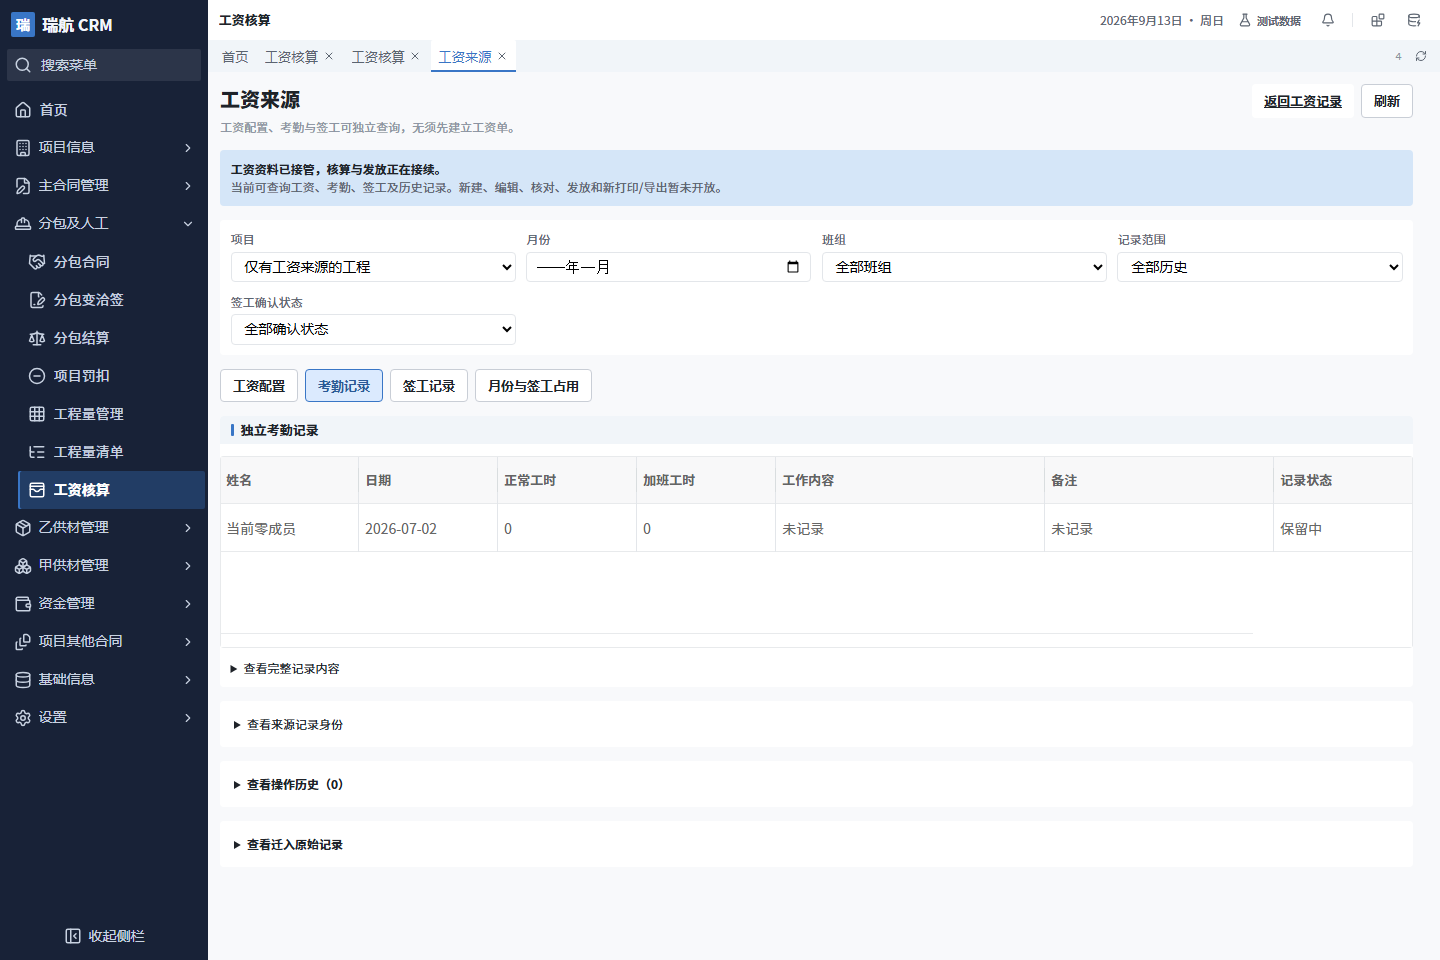 瑞 瑞航 CRM
搜索菜单
首页
项目信息
主合同管理
分包及人工
分包合同
分包变洽签
分包结算
项目罚扣
工程量管理
工程量清单
工资核算
乙供材管理
甲供材管理
资金管理
项目其他合同
基础信息
设置
收起侧栏
工资核算
2026年9月13日 • 周日 测试数据
首页 工资核算 工资核算 工资来源 4
工资来源
工资配置、考勤与签工可独立查询，无须先建立工资单。
返回工资记录 刷新
工资资料已接管，核算与发放正在接续。
当前可查询工资、考勤、签工及历史记录。新建、编辑、核对、发放和新打印/导出暂未开放。
项目 月份 班组 记录范围
仅有工资来源的工程 ----年--月 全部班组 全部历史
签工确认状态
全部确认状态
工资配置 考勤记录 签工记录 月份与签工占用
独立考勤记录
姓名 日期 正常工时 加班工时 工作内容 备注 记录状态
当前零成员 2026-07-02 0 0 未记录 未记录 保留中
查看完整记录内容
查看来源记录身份
查看操作历史（0）
查看迁入原始记录